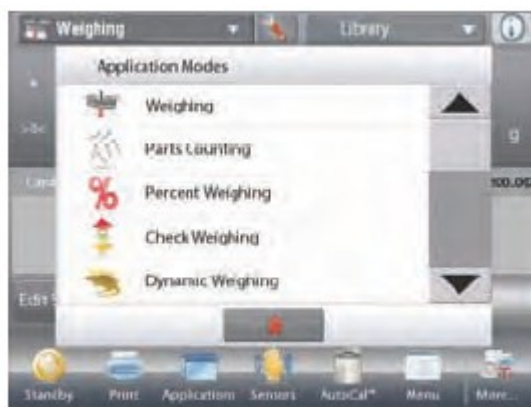 Weighing
Library
Application Modes
Weighing
Parts Counting
Percent Weighing
Check Weighing
Dynamic Weighing
g
Standby
Print
Applications
Sensors
AutoCal™
Menu
More...